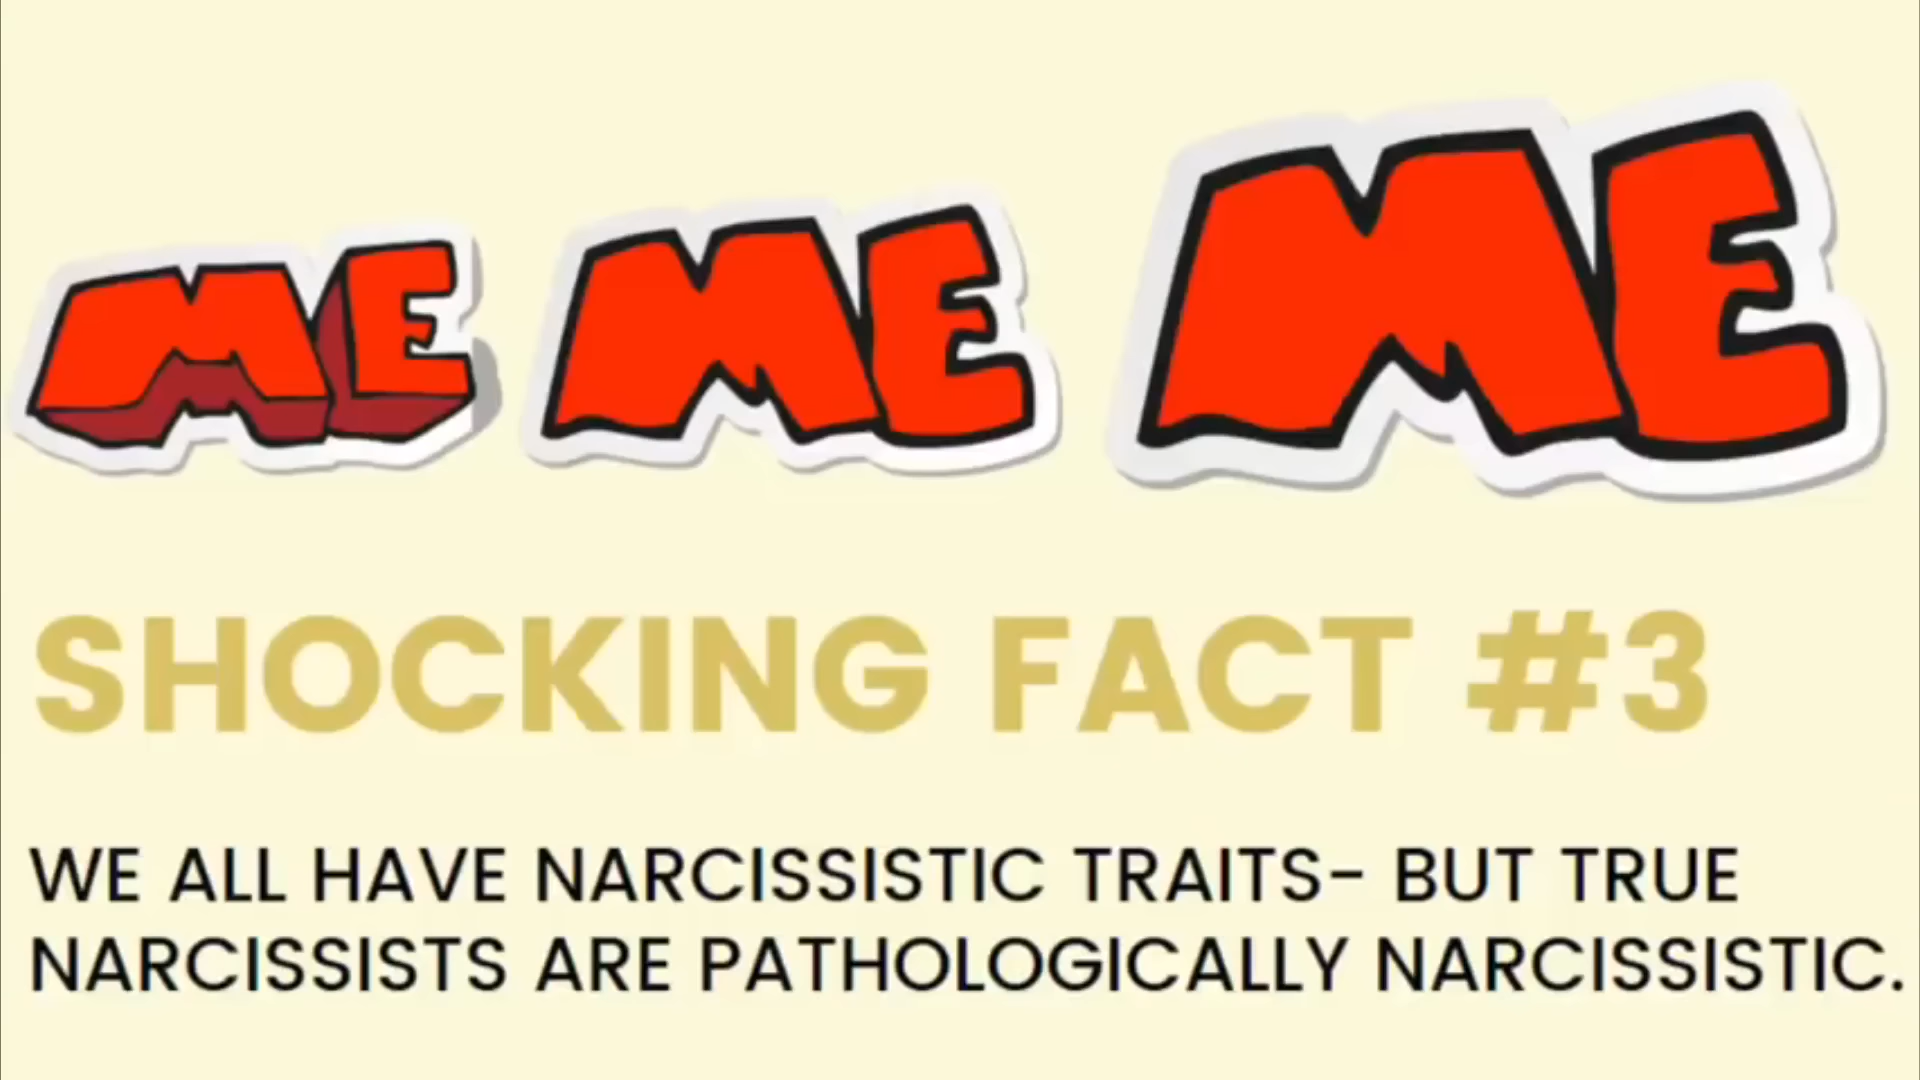 ME ME ME
SHOCKING FACT #3
WE ALL HAVE NARCISSISTIC TRAITS- BUT TRUE
NARCISSISTS ARE PATHOLOGICALLY NARCISSISTIC.